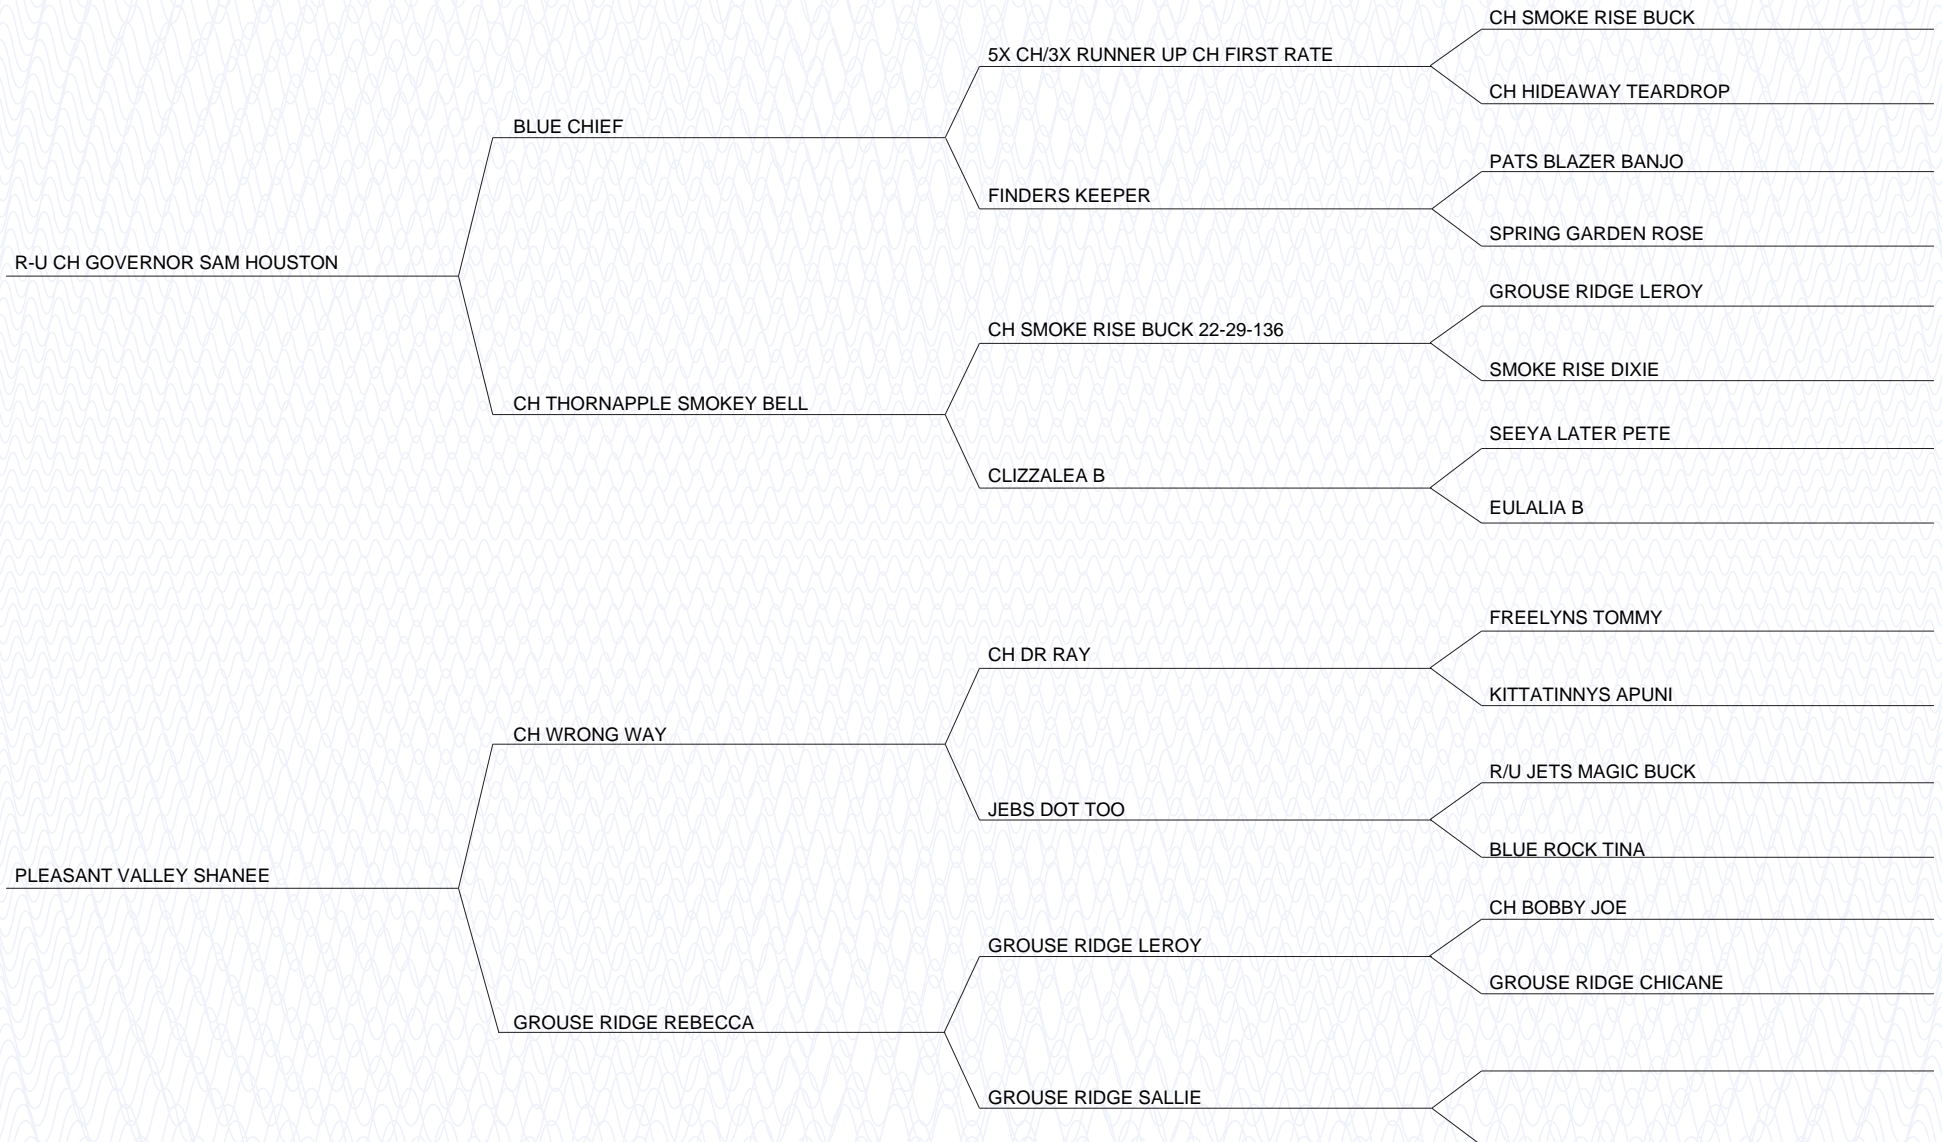 CH SMOKE RISE BUCK
5X CH/3X RUNNER UP CH FIRST RATE
CH HIDEAWAY TEARDROP
BLUE CHIEF
PATS BLAZER BANJO
FINDERS KEEPER
SPRING GARDEN ROSE
R-U CH GOVERNOR SAM HOUSTON
GROUSE RIDGE LEROY
CH SMOKE RISE BUCK 22-29-136
SMOKE RISE DIXIE
CH THORNAPPLE SMOKEY BELL
SEEYA LATER PETE
CLIZZALEA B
EULALIA B
FREELYNS TOMMY
CH DR RAY
KITTATINNYS APUNI
CH WRONG WAY
R/U JETS MAGIC BUCK
JEBS DOT TOO
BLUE ROCK TINA
PLEASANT VALLEY SHANEE
CH BOBBY JOE
GROUSE RIDGE LEROY
GROUSE RIDGE CHICANE
GROUSE RIDGE REBECCA
GROUSE RIDGE SALLIE